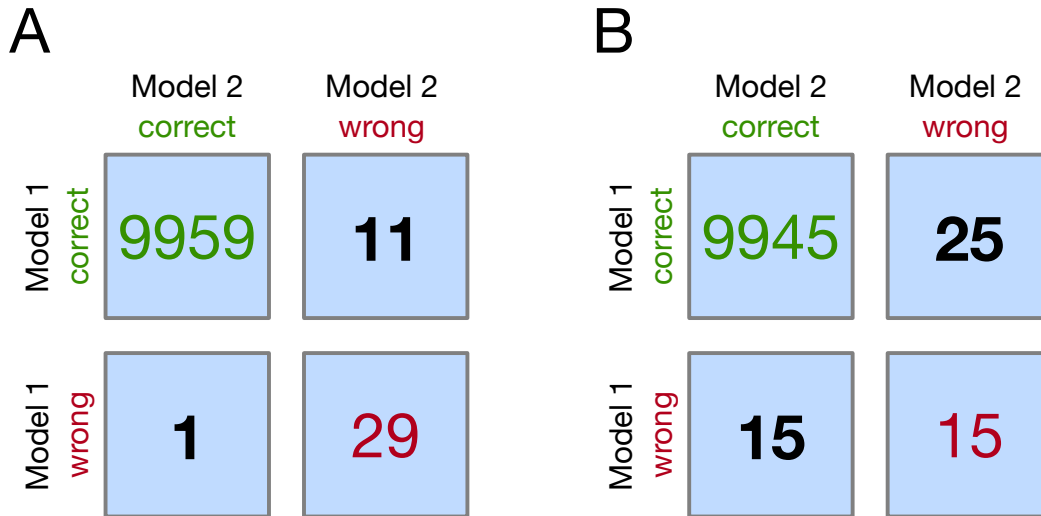 A
B
Model 2
correct
Model 2
wrong
Model 2
correct
Model 2
wrong
Model 1
correct
9959
11
Model 1
correct
9945
25
Model 1
wrong
1
29
Model 1
wrong
15
15